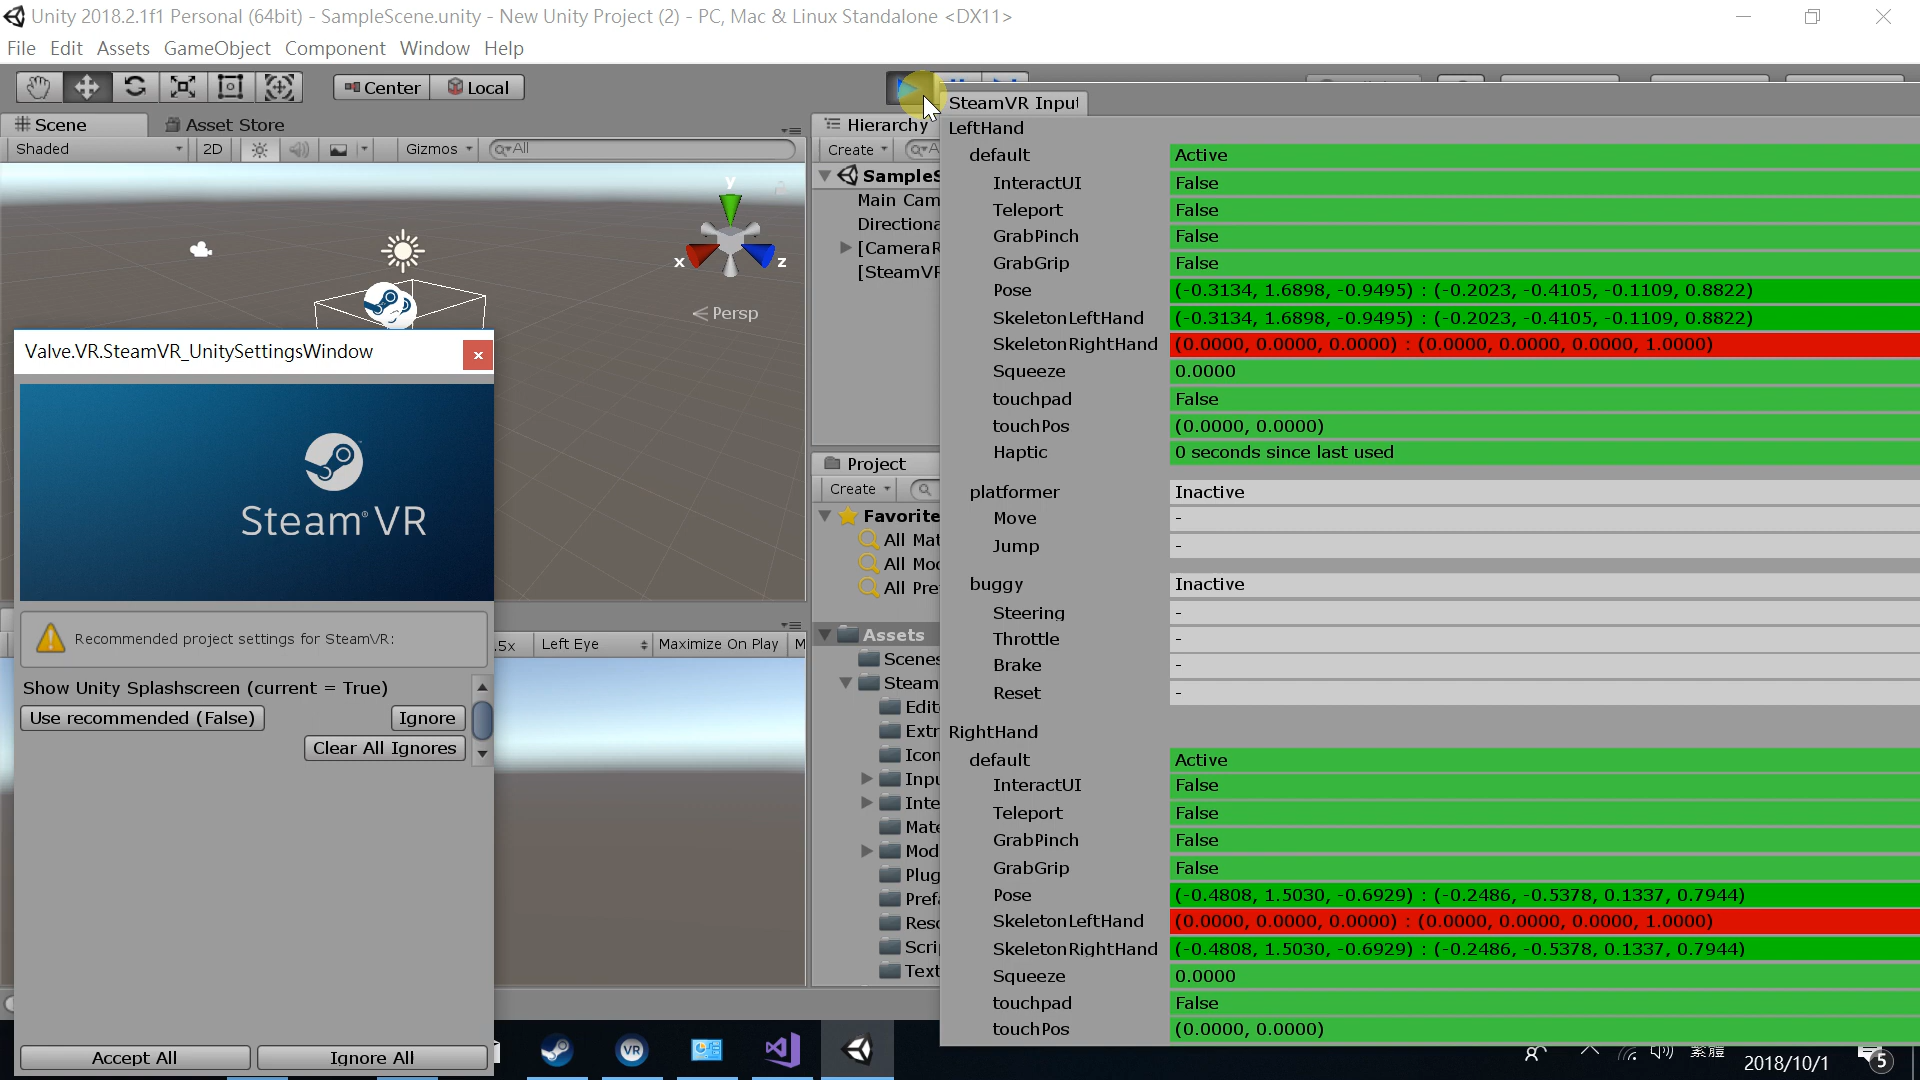 Unity 2018.2.1f1 Personal (64bit) - SampleScene.unity - New Unity Project (2) - PC, Mac & Linux Standalone <DX11>
File Edit Assets GameObject Component Window Help
Center Local
Scene Asset Store
Shaded 2D Gizmos All
y
x z
Persp
Hierarchy
Create
SampleS
Main Cam
Directiona
[CameraR
[SteamVR
Project
Create
Favorite
All Mat
All Mod
All Pre
Assets
Scenes
Steam
Edit
Extr
Icon
Inpu
Inte
Mate
Mod
Plug
Pref
Reso
Scri
Text
Valve.VR.SteamVR_UnitySettingsWindow
Steam VR
Recommended project settings for SteamVR:
Show Unity Splashscreen (current = True)
Use recommended (False) Ignore
Clear All Ignores
Accept All Ignore All
.5x Left Eye Maximize On Play M
SteamVR Input
LeftHand
default Active
InteractUI False
Teleport False
GrabPinch False
GrabGrip False
Pose (-0.3134, 1.6898, -0.9495) : (-0.2023, -0.4105, -0.1109, 0.8822)
SkeletonLeftHand (-0.3134, 1.6898, -0.9495) : (-0.2023, -0.4105, -0.1109, 0.8822)
SkeletonRightHand (0.0000, 0.0000, 0.0000) : (0.0000, 0.0000, 0.0000, 1.0000)
Squeeze 0.0000
touchpad False
touchPos (0.0000, 0.0000)
Haptic 0 seconds since last used
platformer Inactive
Move -
Jump -
buggy Inactive
Steering -
Throttle -
Brake -
Reset -
RightHand
default Active
InteractUI False
Teleport False
GrabPinch False
GrabGrip False
Pose (-0.4808, 1.5030, -0.6929) : (-0.2486, -0.5378, 0.1337, 0.7944)
SkeletonLeftHand (0.0000, 0.0000, 0.0000) : (0.0000, 0.0000, 0.0000, 1.0000)
SkeletonRightHand (-0.4808, 1.5030, -0.6929) : (-0.2486, -0.5378, 0.1337, 0.7944)
Squeeze 0.0000
touchpad False
touchPos (0.0000, 0.0000)
VR
2018/10/1
5